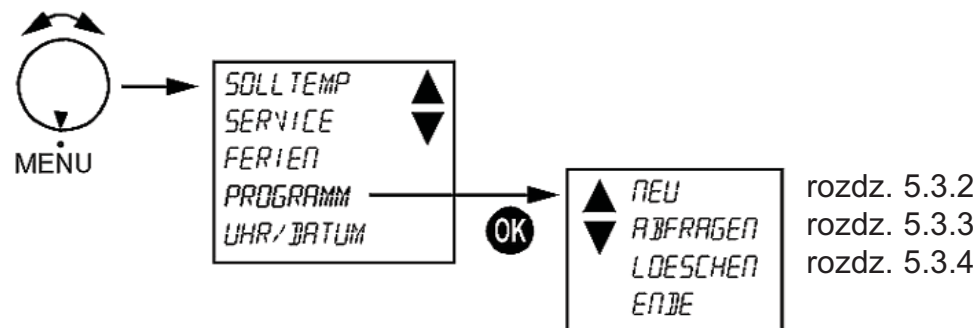 MENU
SOLLTEMP
SERVICE
FERIEN
PROGRAMM
UHR/DATUM
OK
NEU
ABFRAGEN
LOESCHEN
ENDE
rozdz. 5.3.2
rozdz. 5.3.3
rozdz. 5.3.4